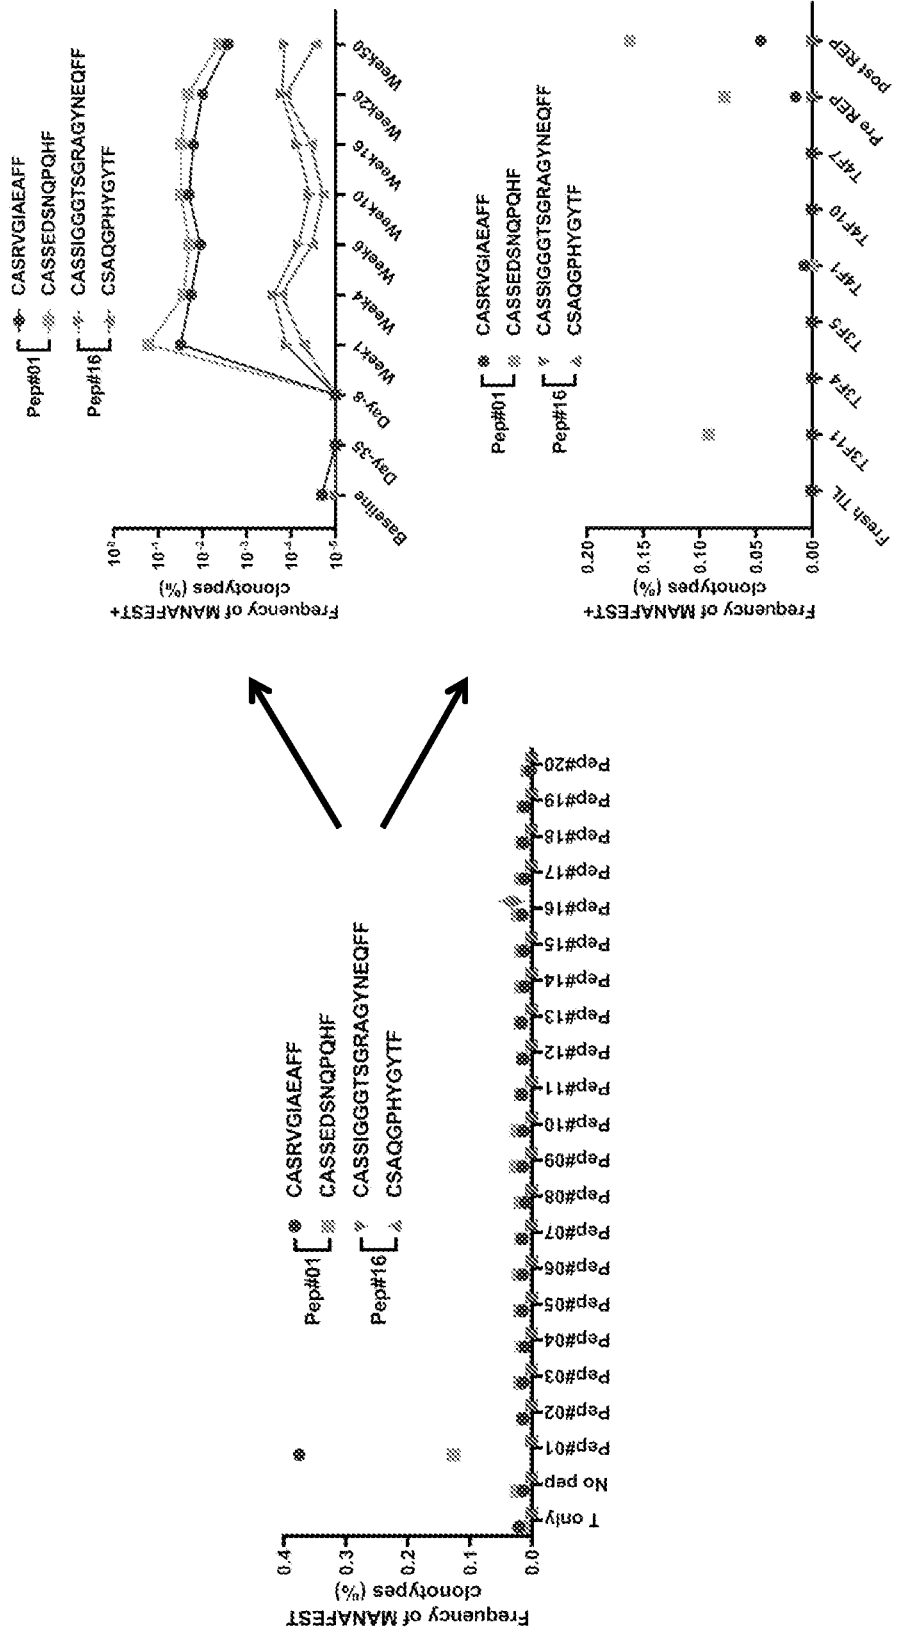 Frequency of MANAFEST
clonotypes (%)
0.4
0.3
0.2
0.1
0.0
T only
No pep
Pep#01
Pep#02
Pep#03
Pep#04
Pep#05
Pep#06
Pep#07
Pep#08
Pep#09
Pep#10
Pep#11
Pep#12
Pep#13
Pep#14
Pep#15
Pep#16
Pep#17
Pep#18
Pep#19
Pep#20
Pep#01
CASRVGIAEAFF
CASSEDSNQPQHF
Pep#16
CASSIGGGTSGRAGYNEQFF
CSAQGPHYGYTF
Frequency of MANAFEST+
clonotypes (%)
10⁰
10⁻¹
10⁻²
10⁻³
10⁻⁴
10⁻⁵
Baseline
Day-35
Day-8
Week1
Week4
Week6
Week10
Week16
Week26
Week50
Pep#01
CASRVGIAEAFF
CASSEDSNQPQHF
Pep#16
CASSIGGGTSGRAGYNEQFF
CSAQGPHYGYTF
Frequency of MANAFEST+
clonotypes (%)
0.20
0.15
0.10
0.05
0.00
Fresh TIL
T3F11
T3F4
T3F5
T4F1
T4F10
T4F7
Pre REP
post REP
Pep#01
CASRVGIAEAFF
CASSEDSNQPQHF
Pep#16
CASSIGGGTSGRAGYNEQFF
CSAQGPHYGYTF